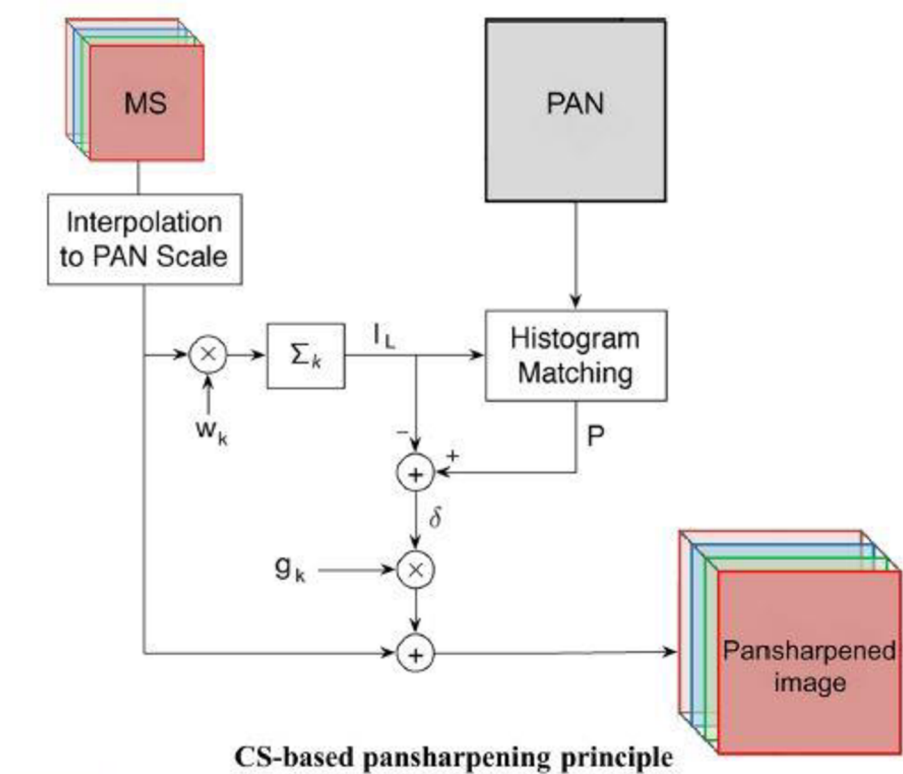 MS
PAN
Interpolation
to PAN Scale
×
Σk
IL
Histogram
Matching
wk
−
+
P
+
δ
gk
×
+
Pansharpened
image
CS-based pansharpening principle